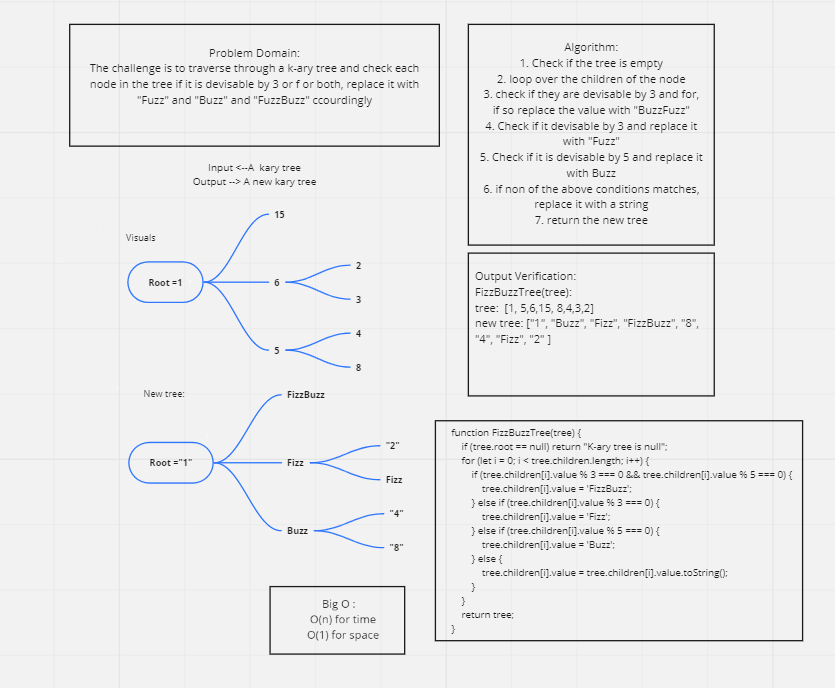 Problem Domain:
The challenge is to traverse through a k-ary tree and check each
node in the tree if it is devisable by 3 or f or both, replace it with
"Fuzz" and "Buzz" and "FuzzBuzz" ccourdingly
Input <--A kary tree
Output --> A new kary tree
Visuals
Root =1
15
6
5
2
3
4
8
New tree:
Root ="1"
FizzBuzz
Fizz
Buzz
"2"
Fizz
"4"
"8"
Big O :
O(n) for time
O(1) for space
Algorithm:
1. Check if the tree is empty
2. loop over the children of the node
3. check if they are devisable by 3 and for,
if so replace the value with "BuzzFuzz"
4. Check if it devisable by 3 and replace it
with "Fuzz"
5. Check if it is devisable by 5 and replace it
with Buzz
6. if non of the above conditions matches,
replace it with a string
7. return the new tree
Output Verification:
FizzBuzzTree(tree):
tree: [1, 5,6,15, 8,4,3,2]
new tree: ["1", "Buzz", "Fizz", "FizzBuzz", "8",
"4", "Fizz", "2" ]
function FizzBuzzTree(tree) {
if (tree.root == null) return "K-ary tree is null";
for (let i = 0; i < tree.children.length; i++) {
if (tree.children[i].value % 3 === 0 && tree.children[i].value % 5 === 0) {
tree.children[i].value = 'FizzBuzz';
} else if (tree.children[i].value % 3 === 0) {
tree.children[i].value = 'Fizz';
} else if (tree.children[i].value % 5 === 0) {
tree.children[i].value = 'Buzz';
} else {
tree.children[i].value = tree.children[i].value.toString();
}
}
return tree;
}